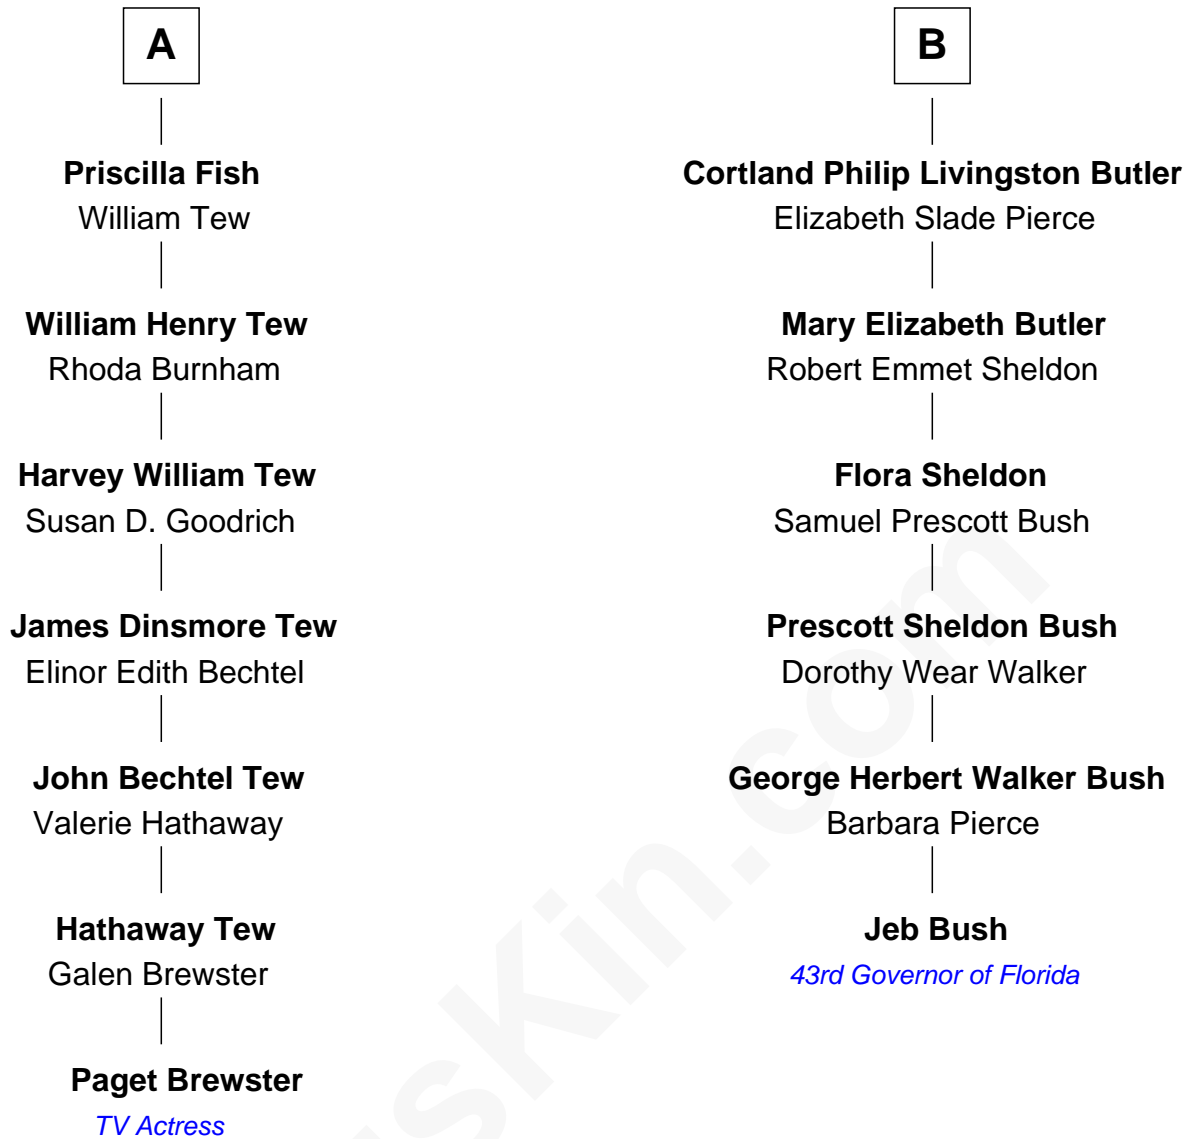 A
Priscilla Fish
William Tew
William Henry Tew
Rhoda Burnham
Harvey William Tew
Susan D. Goodrich
James Dinsmore Tew
Elinor Edith Bechtel
John Bechtel Tew
Valerie Hathaway
Hathaway Tew
Galen Brewster
Paget Brewster
TV Actress
B
Cortland Philip Livingston Butler
Elizabeth Slade Pierce
Mary Elizabeth Butler
Robert Emmet Sheldon
Flora Sheldon
Samuel Prescott Bush
Prescott Sheldon Bush
Dorothy Wear Walker
George Herbert Walker Bush
Barbara Pierce
Jeb Bush
43rd Governor of Florida
usKin.com